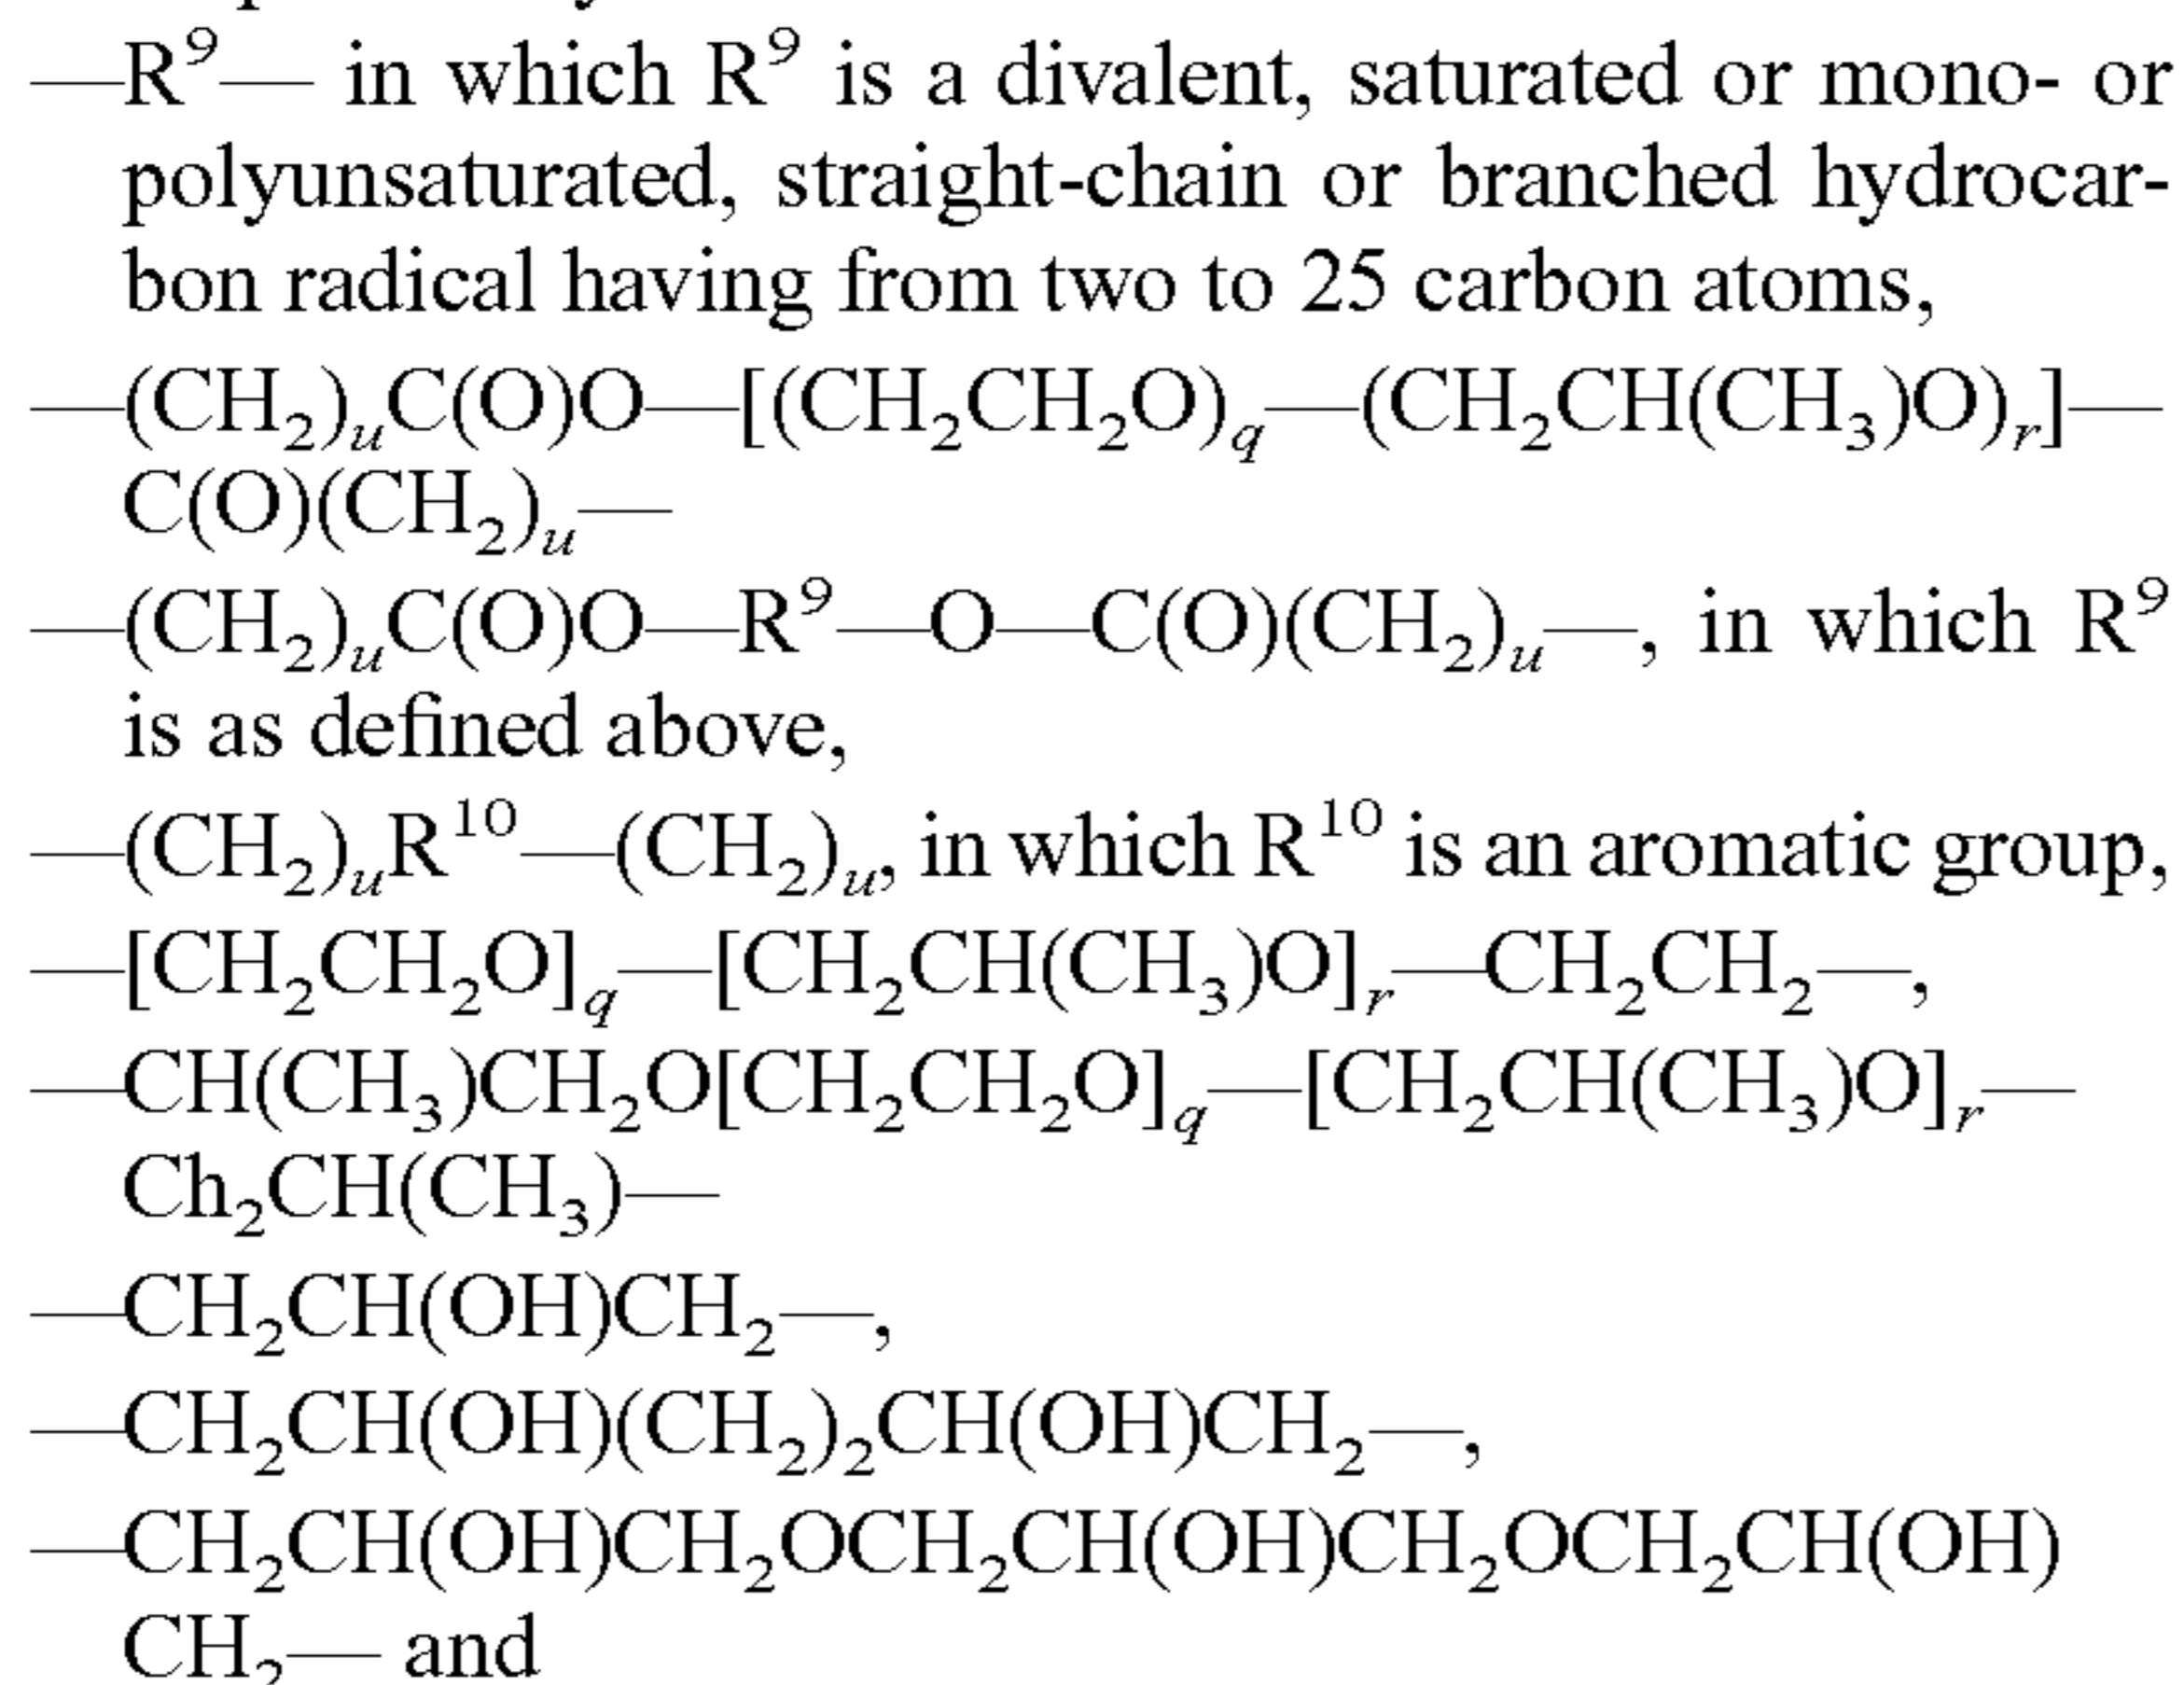 —R⁹— in which R⁹ is a divalent, saturated or mono- or
polyunsaturated, straight-chain or branched hydrocar-
bon radical having from two to 25 carbon atoms,
—(CH₂)ᵤC(O)O—[(CH₂CH₂O)q—(CH₂CH(CH₃)O)ᵣ]—
C(O)(CH₂)ᵤ—
—(CH₂)ᵤC(O)O—R⁹—O—C(O)(CH₂)ᵤ—, in which R⁹
is as defined above,
—(CH₂)ᵤR¹⁰—(CH₂)ᵤ, in which R¹⁰ is an aromatic group,
—[CH₂CH₂O]q—[CH₂CH(CH₃)O]ᵣ—CH₂CH₂—,
—CH(CH₃)CH₂O[CH₂CH₂O]q—[CH₂CH(CH₃)O]ᵣ—
Ch₂CH(CH₃)—
—CH₂CH(OH)CH₂—,
—CH₂CH(OH)(CH₂)₂CH(OH)CH₂—,
—CH₂CH(OH)CH₂OCH₂CH(OH)CH₂OCH₂CH(OH)
CH₂— and